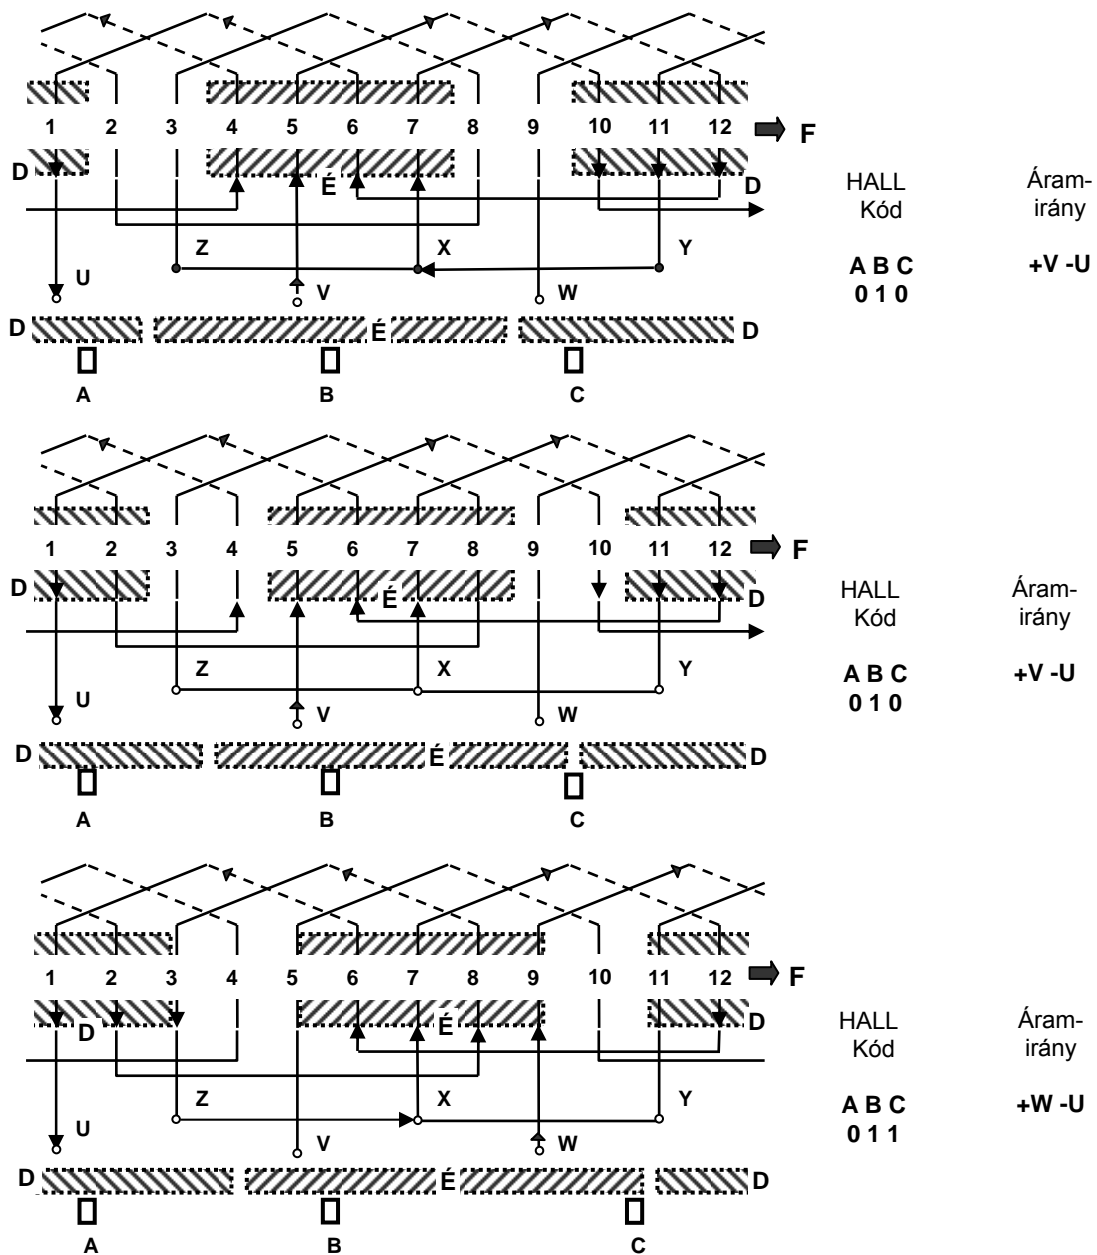 1 2 3 4 5 6 7 8 9 10 11 12 F
D É D
HALL Áram-
Kód irány
Z X Y
A B C +V -U
U V W
0 1 0
D É D
A B C
1 2 3 4 5 6 7 8 9 10 11 12 F
D É D
HALL Áram-
Kód irány
Z X Y
A B C +V -U
U V W
0 1 0
D É D
A B C
1 2 3 4 5 6 7 8 9 10 11 12 F
D É D
HALL Áram-
Kód irány
Z X Y
A B C +W -U
U V W
0 1 1
D É D
A B C